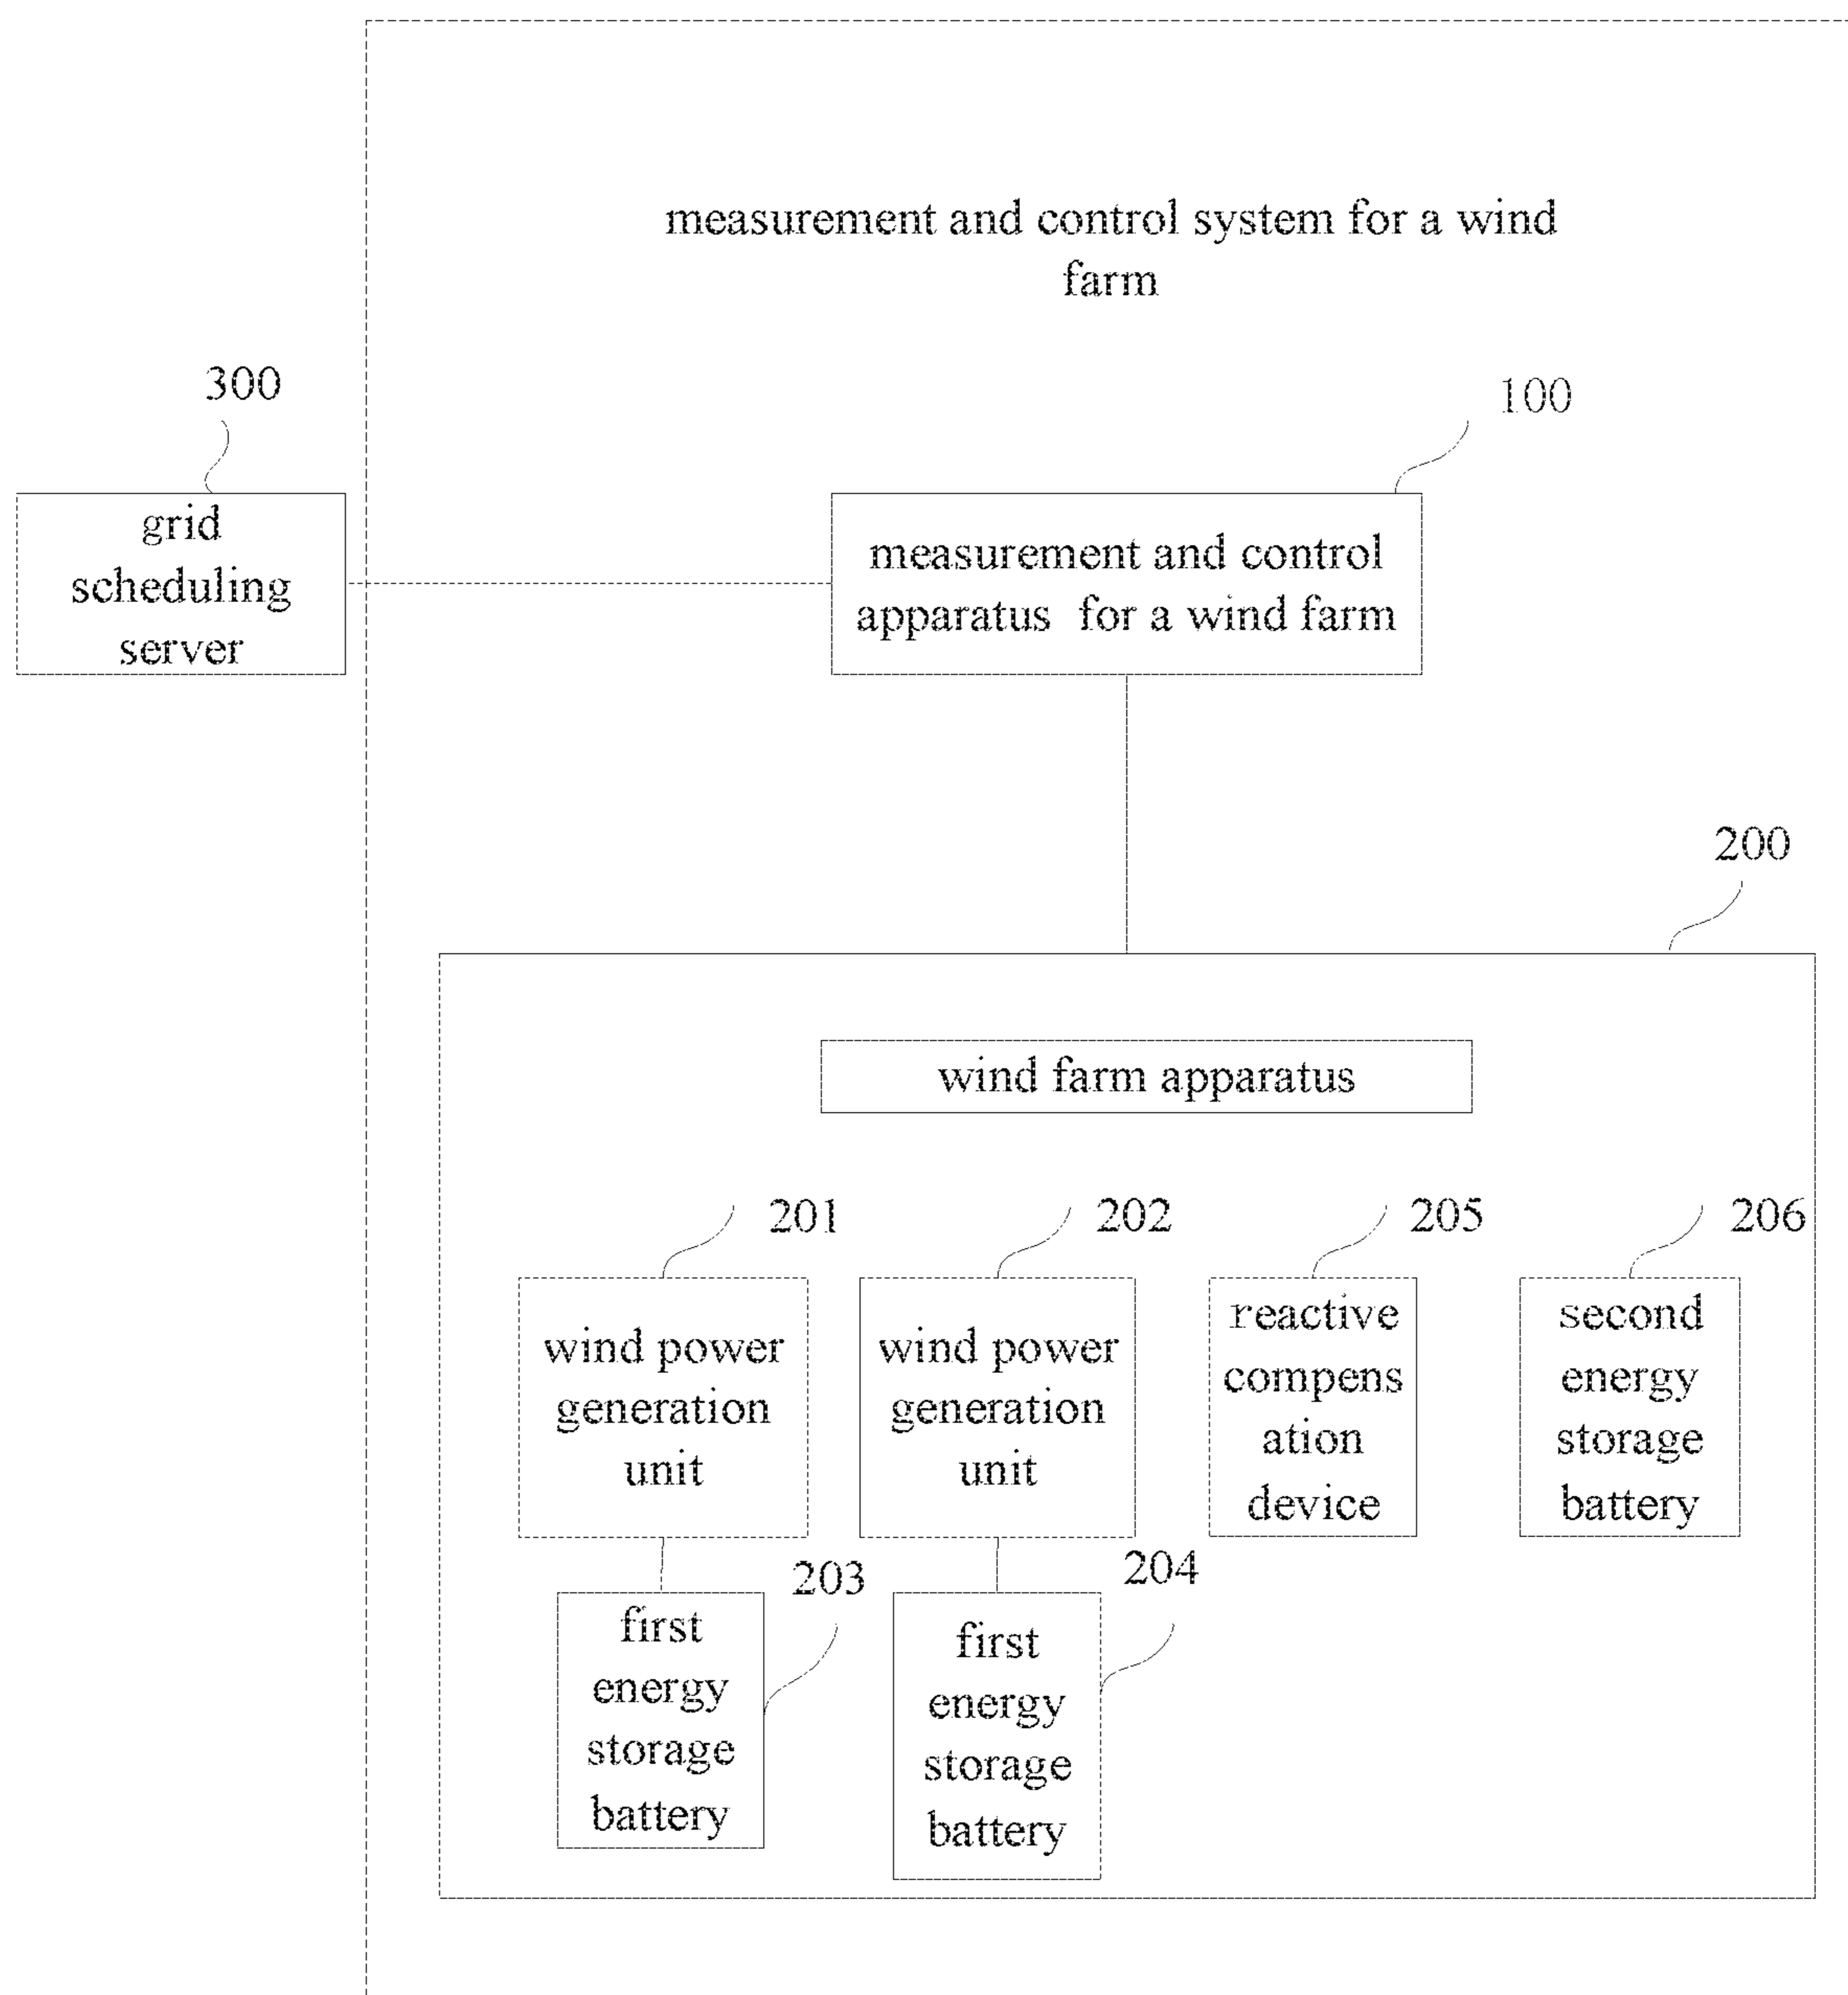 measurement and control system for a wind
farm
300
100
grid
scheduling
server
measurement and control
apparatus for a wind farm
200
wind farm apparatus
201
202
205
206
wind power
generation
unit
wind power
generation
unit
reactive
compens
ation
device
second
energy
storage
battery
203
204
first
energy
storage
battery
first
energy
storage
battery